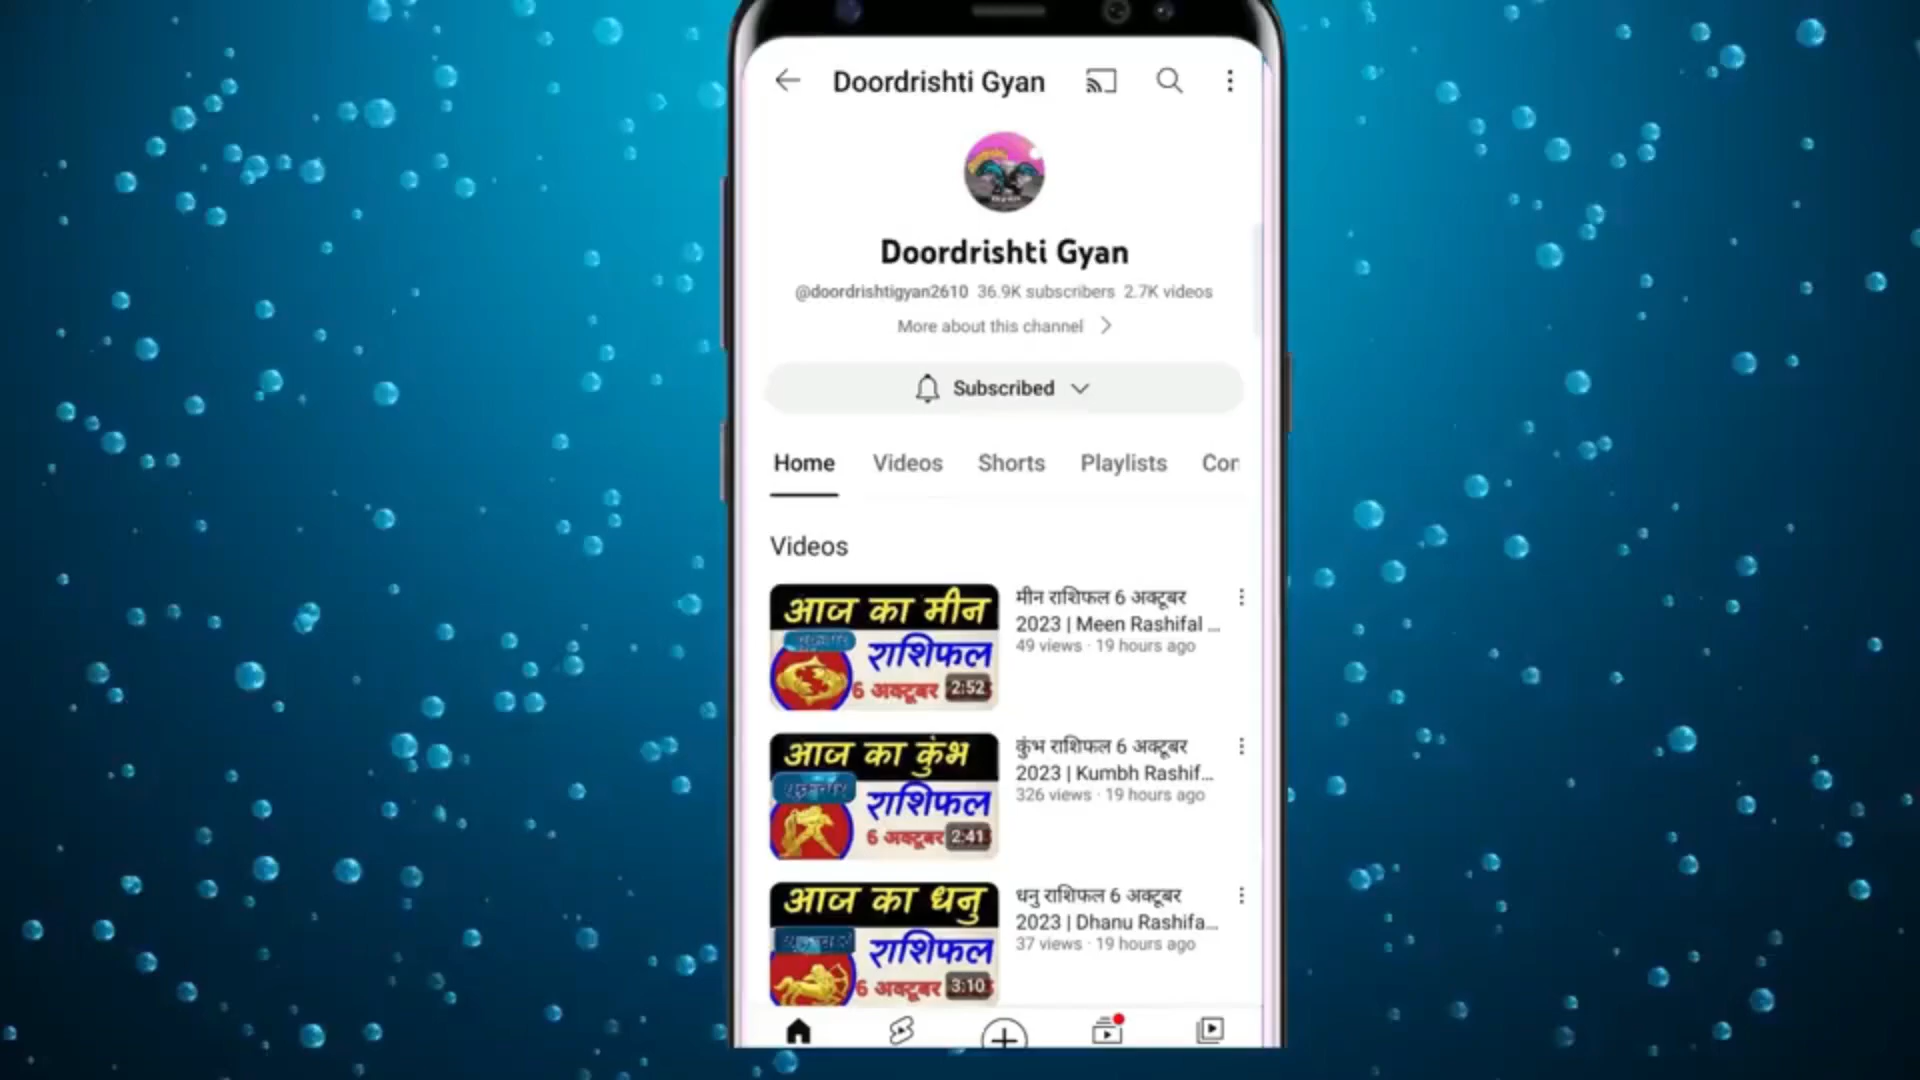 Doordrishti Gyan
Doordrishti Gyan
@doordrishtigyan2610 36.9K subscribers 2.7K videos
More about this channel
Subscribed
Home Videos Shorts Playlists Con
Videos
आज का मीन
राशिफल
6 अक्टूबर 2:52
मीन राशिफल 6 अक्टूबर
2023 | Meen Rashifal ...
49 views · 19 hours ago
आज का कुंभ
राशिफल
6 अक्टूबर 2:41
कुंभ राशिफल 6 अक्टूबर
2023 | Kumbh Rashif...
326 views · 19 hours ago
आज का धनु
राशिफल
6 अक्टूबर 3:10
धनु राशिफल 6 अक्टूबर
2023 | Dhanu Rashifa...
37 views · 19 hours ago